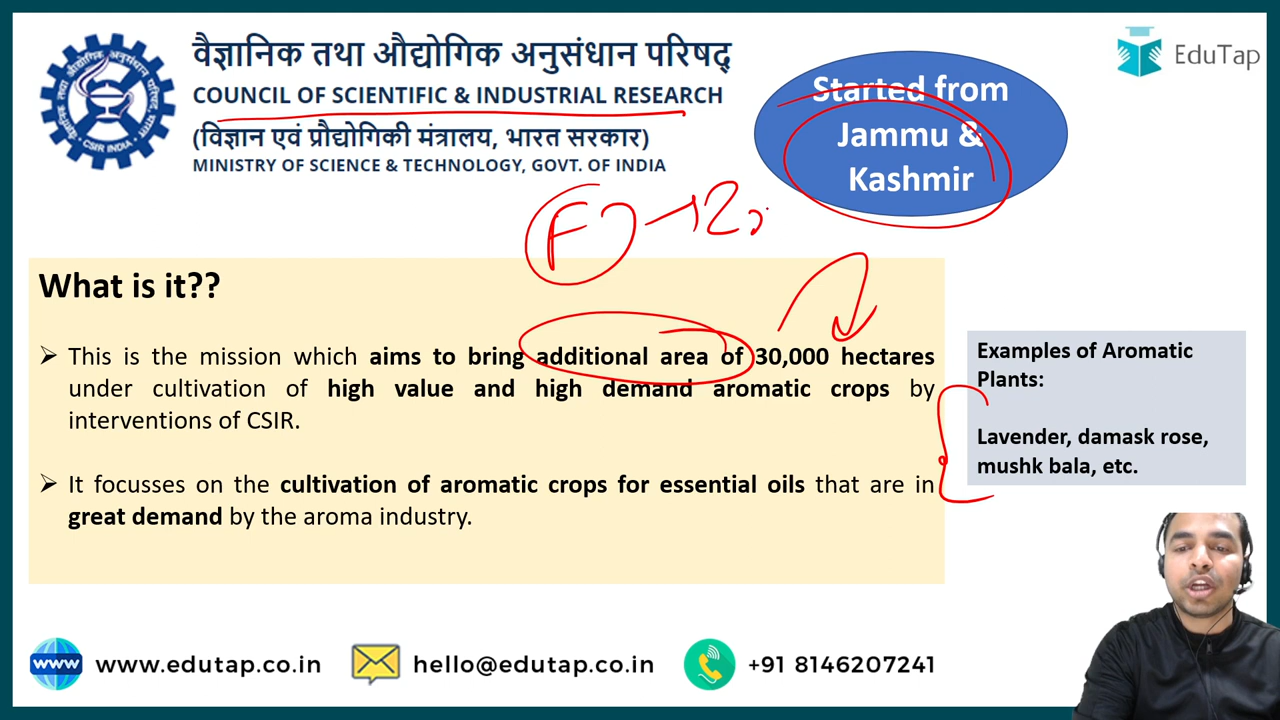 वैज्ञानिक तथा औद्योगिक अनुसंधान परिषद्
COUNCIL OF SCIENTIFIC & INDUSTRIAL RESEARCH
(विज्ञान एवं प्रौद्योगिकी मंत्रालय, भारत सरकार)
MINISTRY OF SCIENCE & TECHNOLOGY, GOVT. OF INDIA
CSIR INDIA
Started from
Jammu &
Kashmir
EduTap
What is it??
➢ This is the mission which aims to bring additional area of 30,000 hectares
under cultivation of high value and high demand aromatic crops by
interventions of CSIR.
➢ It focusses on the cultivation of aromatic crops for essential oils that are in
great demand by the aroma industry.
Examples of Aromatic
Plants:
Lavender, damask rose,
mushk bala, etc.
www
www.edutap.co.in
hello@edutap.co.in
+91 8146207241